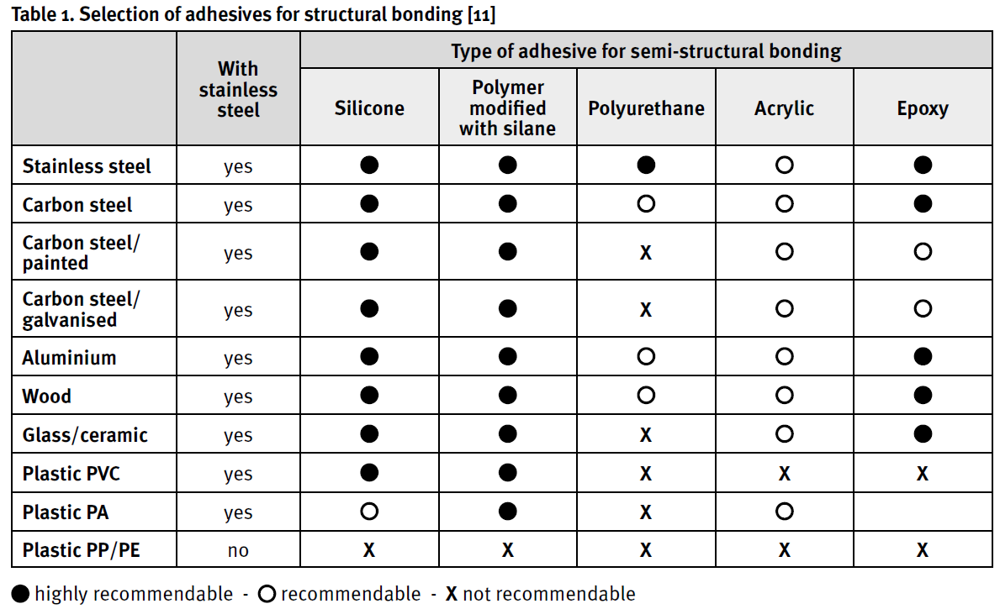 Table 1. Selection of adhesives for structural bonding [11]
With stainless steel | Type of adhesive for semi-structural bonding
Silicone | Polymer modified with silane | Polyurethane | Acrylic | Epoxy
Stainless steel | yes | ● | ● | ● | ○ | ●
Carbon steel | yes | ● | ● | ○ | ○ | ●
Carbon steel/ painted | yes | ● | ● | X | ○ | ○
Carbon steel/ galvanised | yes | ● | ● | X | ○ | ○
Aluminium | yes | ● | ● | ○ | ○ | ●
Wood | yes | ● | ● | ○ | ○ | ●
Glass/ceramic | yes | ● | ● | X | ○ | ●
Plastic PVC | yes | ● | ● | X | X | X
Plastic PA | yes | ○ | ● | X | ○ |
Plastic PP/PE | no | X | X | X | X | X
● highly recommendable - ○ recommendable - X not recommendable